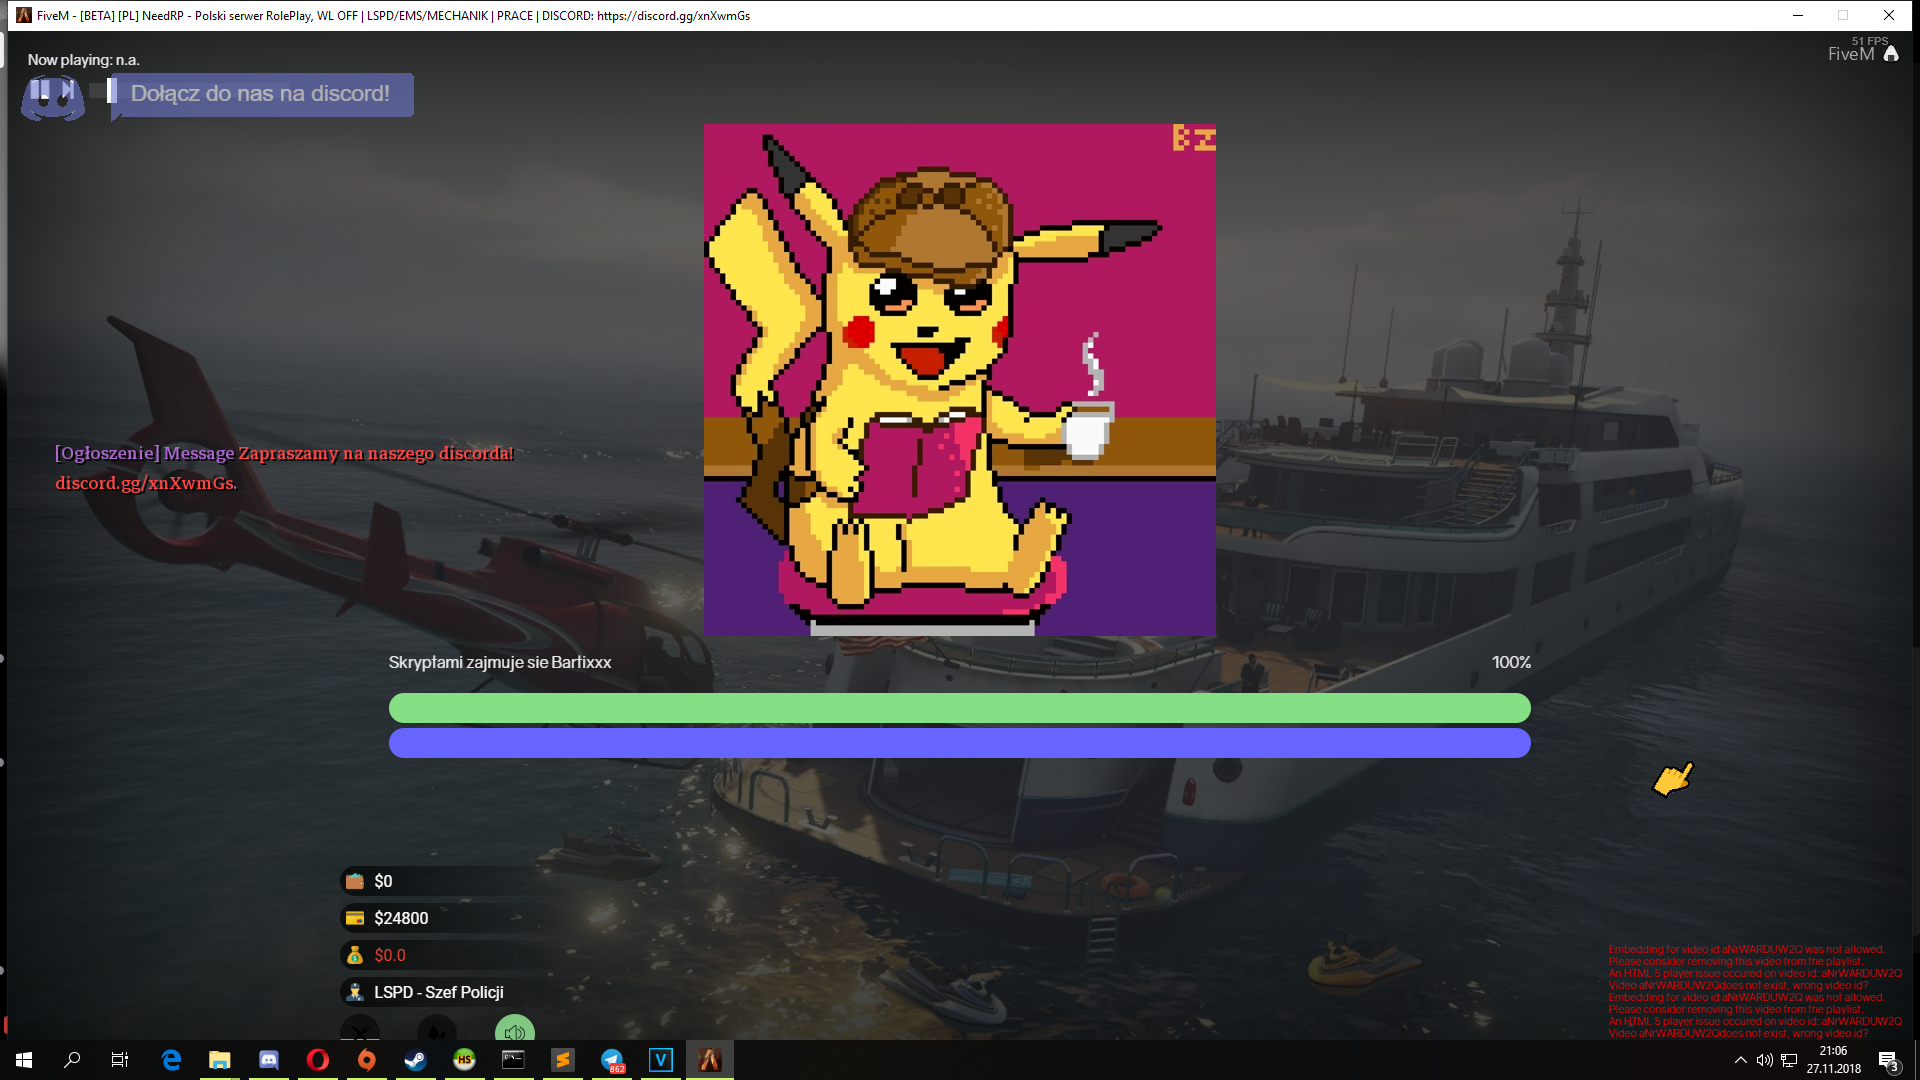 FiveM - [BETA] [PL] NeedRP - Polski serwer RolePlay, WL OFF | LSPD/EMS/MECHANIK | PRACE | DISCORD: https://discord.gg/xnXwmGs
51 FPS
FiveM
Now playing: n.a.
Dołącz do nas na discord!
Bz
[Ogłoszenie] Message Zapraszamy na naszego discorda!
discord.gg/xnXwmGs.
Skryptami zajmuje sie Bartixxx
100%
$0
$24800
$0.0
LSPD - Szef Policji
Embedding for video id aNrWARDUW2Q was not allowed.
Please consider removing this video from the playlist.
An HTML 5 player issue occured on video id: aNrWARDUW2Q
Video aNrWARDUW2Qdoes not exist, wrong video id?
Embedding for video id aNrWARDUW2Q was not allowed.
Please consider removing this video from the playlist.
An HTML 5 player issue occured on video id: aNrWARDUW2Q
Video aNrWARDUW2Qdoes not exist, wrong video id?
HS
862
V
21:06
27.11.2018
3